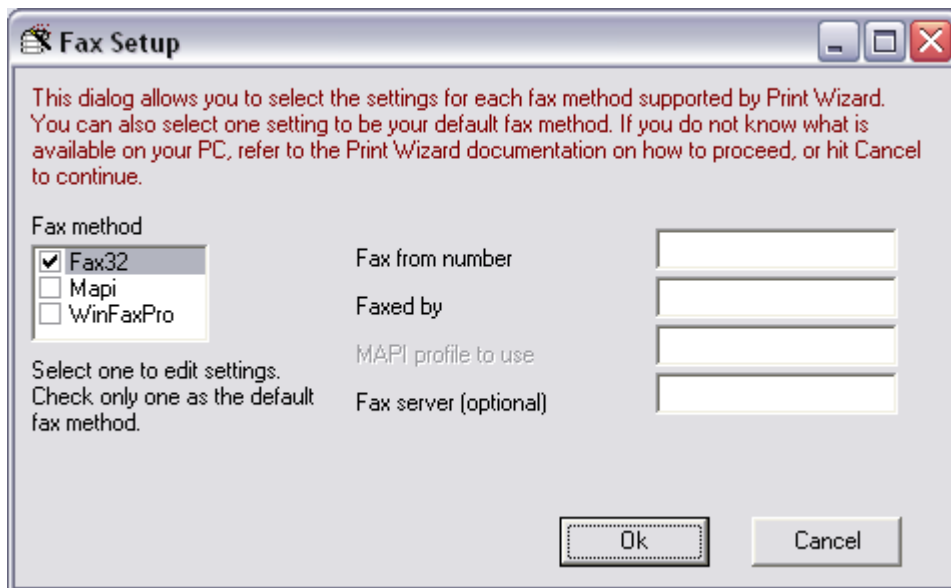 Fax Setup
This dialog allows you to select the settings for each fax method supported by Print Wizard.
You can also select one setting to be your default fax method. If you do not know what is
available on your PC, refer to the Print Wizard documentation on how to proceed, or hit Cancel
to continue.
Fax method
Fax32
Mapi
WinFaxPro
Select one to edit settings.
Check only one as the default
fax method.
Fax from number
Faxed by
MAPI profile to use
Fax server (optional)
Ok
Cancel